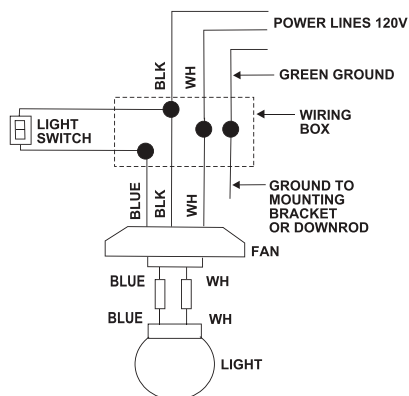 POWER LINES 120V
BLK
WH
GREEN GROUND
LIGHT
SWITCH
WIRING
BOX
BLUE
BLK
WH
GROUND TO
MOUNTING
BRACKET
OR DOWNROD
FAN
BLUE
WH
BLUE
WH
LIGHT